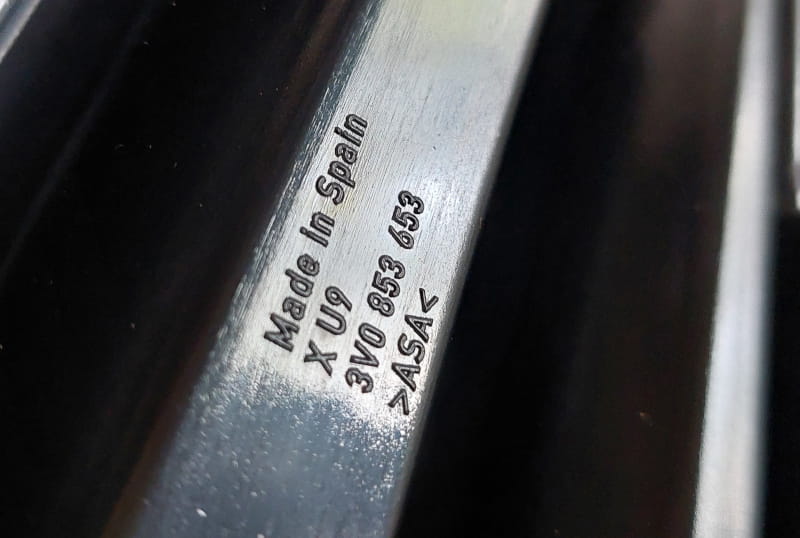 Made in Spain
X U9
3V0 853 653
>ASA<